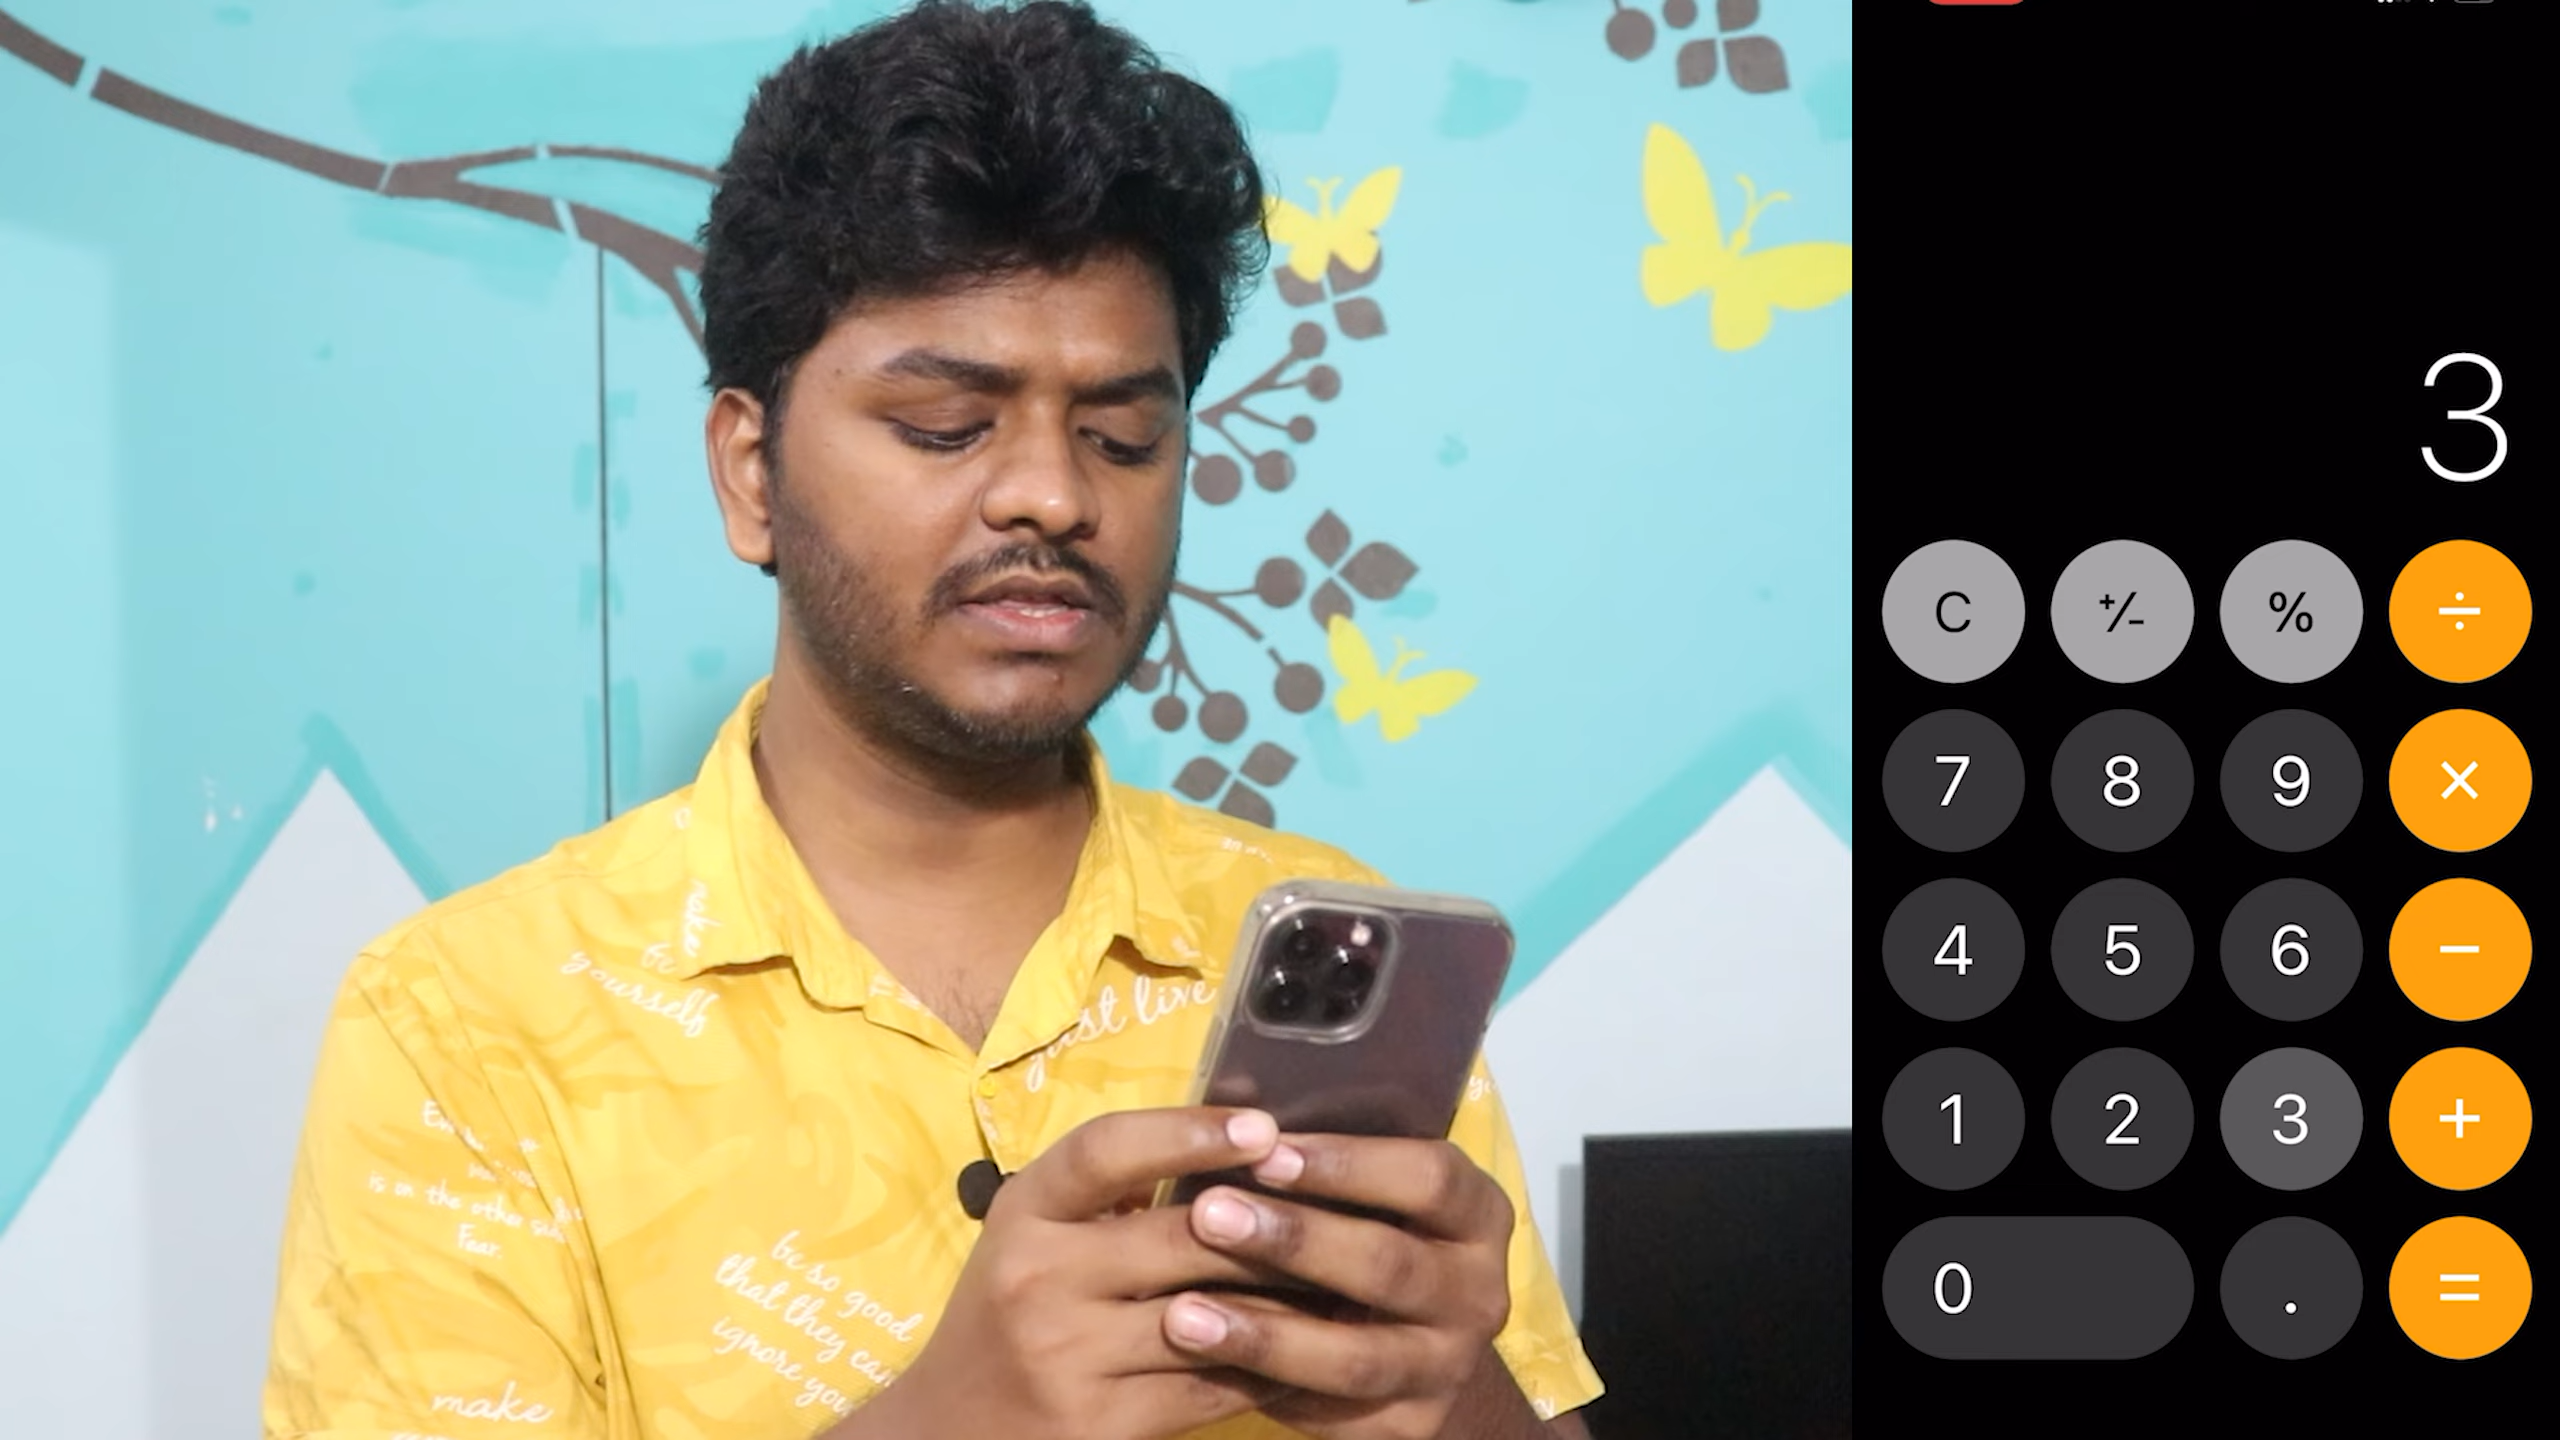 make
be
yourself
just live
is on the other side
Fear.
be so good
that they can
ignore you
make
3
C +/- % ÷
7 8 9 ×
4 5 6 −
1 2 3 +
0 . =